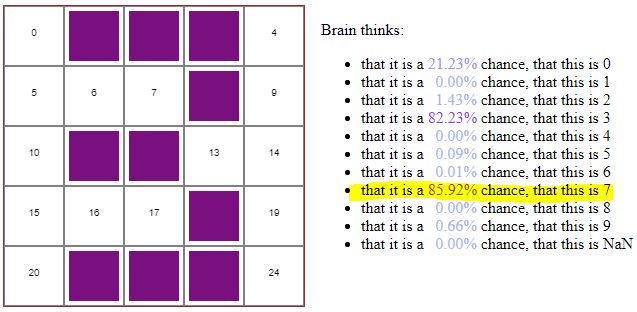 0 4
5 6 7 9
10 13 14
15 16 17 19
20 24
Brain thinks:
that it is a 21.23% chance, that this is 0
that it is a 0.00% chance, that this is 1
that it is a 1.43% chance, that this is 2
that it is a 82.23% chance, that this is 3
that it is a 0.00% chance, that this is 4
that it is a 0.09% chance, that this is 5
that it is a 0.01% chance, that this is 6
that it is a 85.92% chance, that this is 7
that it is a 0.00% chance, that this is 8
that it is a 0.66% chance, that this is 9
that it is a 0.00% chance, that this is NaN